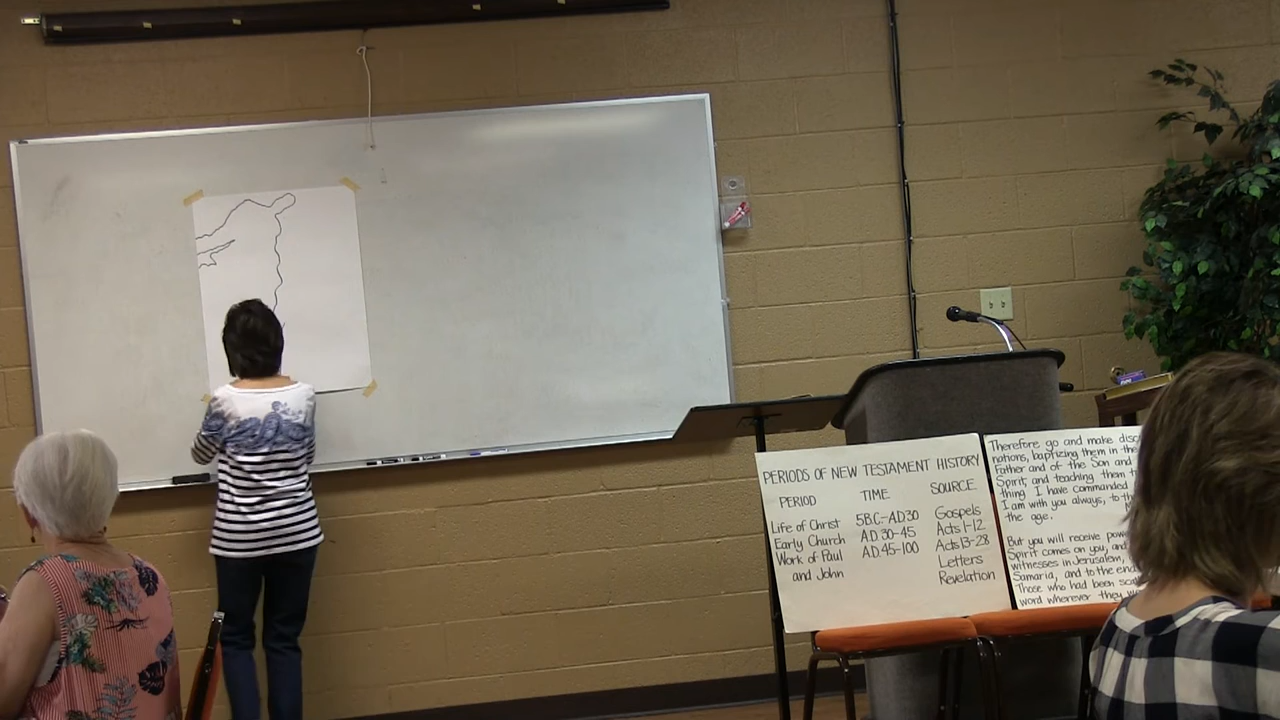 PERIODS OF NEW TESTAMENT HISTORY
PERIOD TIME SOURCE
Life of Christ 5B.C.-A.D.30 Gospels
Early Church A.D.30-45 Acts 1-12
Work of Paul A.D.45-100 Acts 13-28
and John Letters
Revelation
Therefore go and make
nations, baptizing them in the
Father and of the Son and
Spirit, and teaching them
thing I have commanded
I am with you always, to
the age.
But you will receive
Spirit comes on you, and
witnesses in Jerusalem,
Samaria, and to the
Those who had been
word wherever they